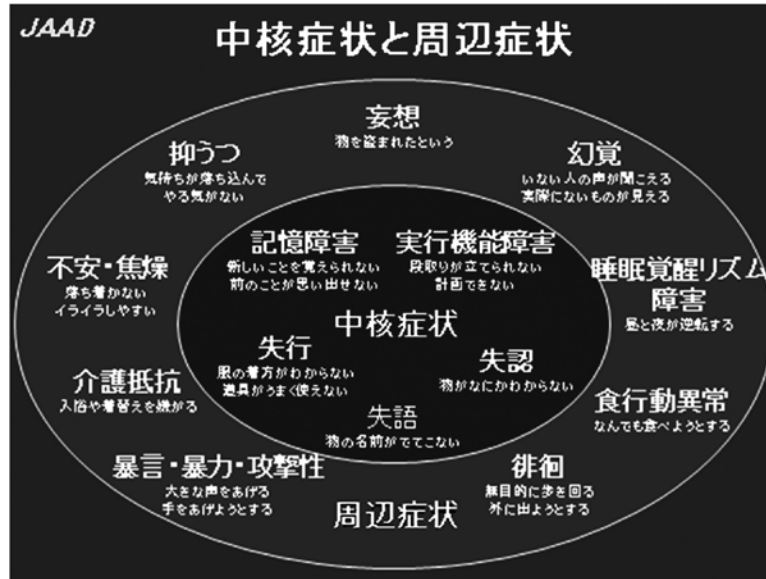 JAAD
中核症状と周辺症状
妄想
物を盗まれたという
抑うつ
気持ちが落ち込んで
やる気がない
幻覚
いない人の声が聞こえる
実際にないものが見える
記憶障害
新しいことを覚えられない
前のことが思い出せない
実行機能障害
段取りが立てられない
計画できない
不安・焦燥
落ち着かない
イライラしやすい
睡眠覚醒リズム
障害
昼と夜が逆転する
中核症状
失行
服の着方がわからない
道具がうまく使えない
失認
物がなにかわからない
介護抵抗
入浴や着替えを嫌がる
食行動異常
なんでも食べようとする
失語
物の名前がでてこない
暴言・暴力・攻撃性
大きな声をあげる
手をあげようとする
徘徊
無目的に歩き回る
外に出ようとする
周辺症状